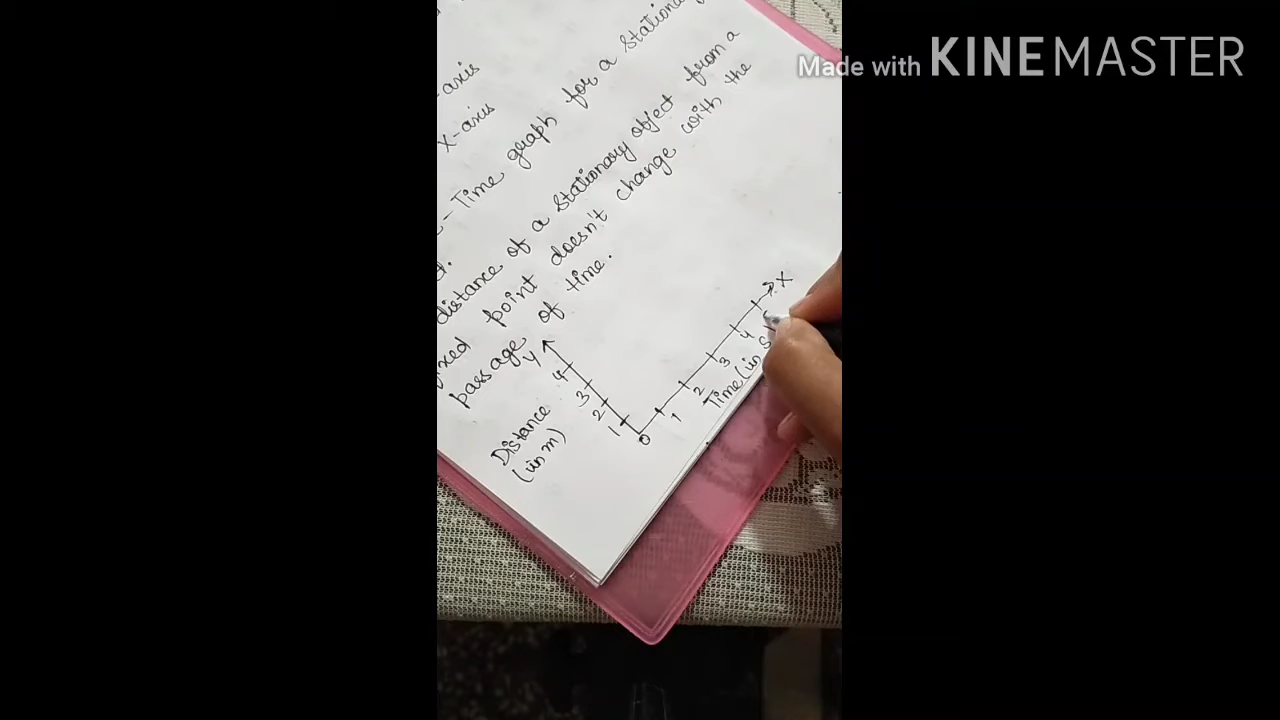 Made with KINEMASTER
-axis
X-axis
-Time graph for a stationary
distance of a stationary object from a
fixed point doesn't change with the
passage of time.
Y
4
3
2
1
0
1
2
3
4
X
Distance
(in m)
Time (in s